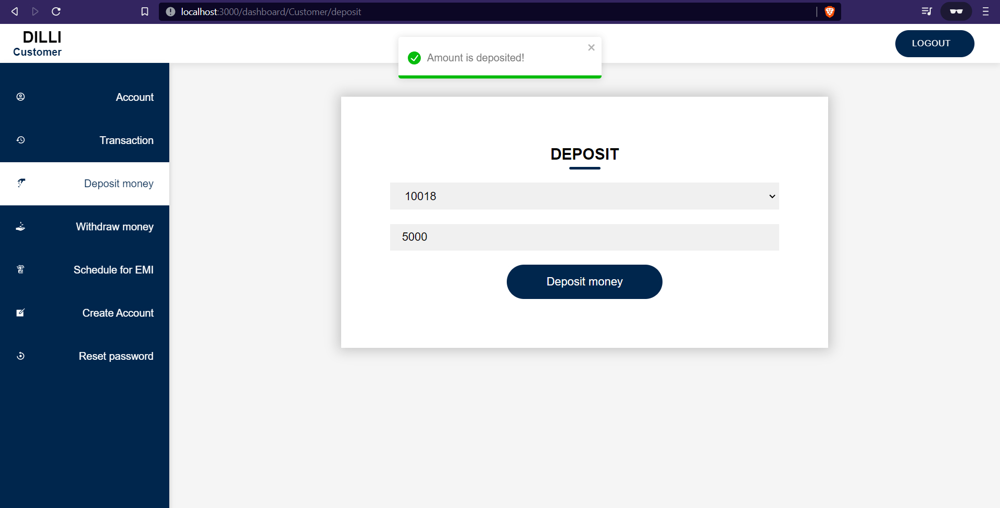 localhost:3000/dashboard/Customer/deposit
DILLI
Customer
Amount is deposited!
LOGOUT
Account
Transaction
Deposit money
Withdraw money
Schedule for EMI
Create Account
Reset password
DEPOSIT
10018
5000
Deposit money